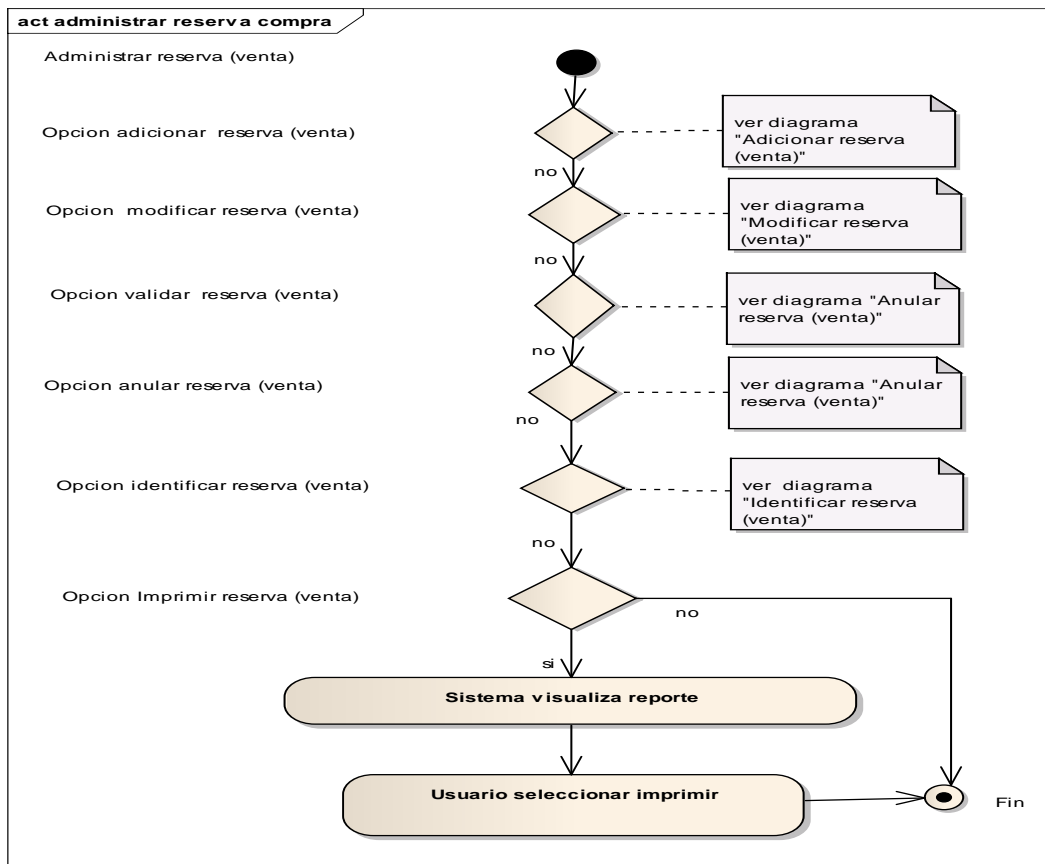 act administrar reserva compra
Administrar reserva (venta)
Opcion adicionar reserva (venta)
ver diagrama
"Adicionar reserva
(venta)"
no
Opcion modificar reserva (venta)
ver diagrama
"Modificar reserva
(venta)"
no
Opcion validar reserva (venta)
ver diagrama "Anular
reserva (venta)"
no
Opcion anular reserva (venta)
ver diagrama "Anular
reserva (venta)"
no
Opcion identificar reserva (venta)
ver diagrama
"Identificar reserva
(venta)"
no
Opcion Imprimir reserva (venta)
no
si
Sistema visualiza reporte
Usuario seleccionar imprimir
Fin